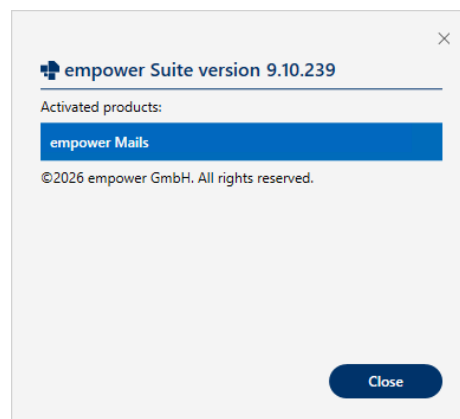 empower Suite version 9.10.239
Activated products:
empower Mails
©2026 empower GmbH. All rights reserved.
Close